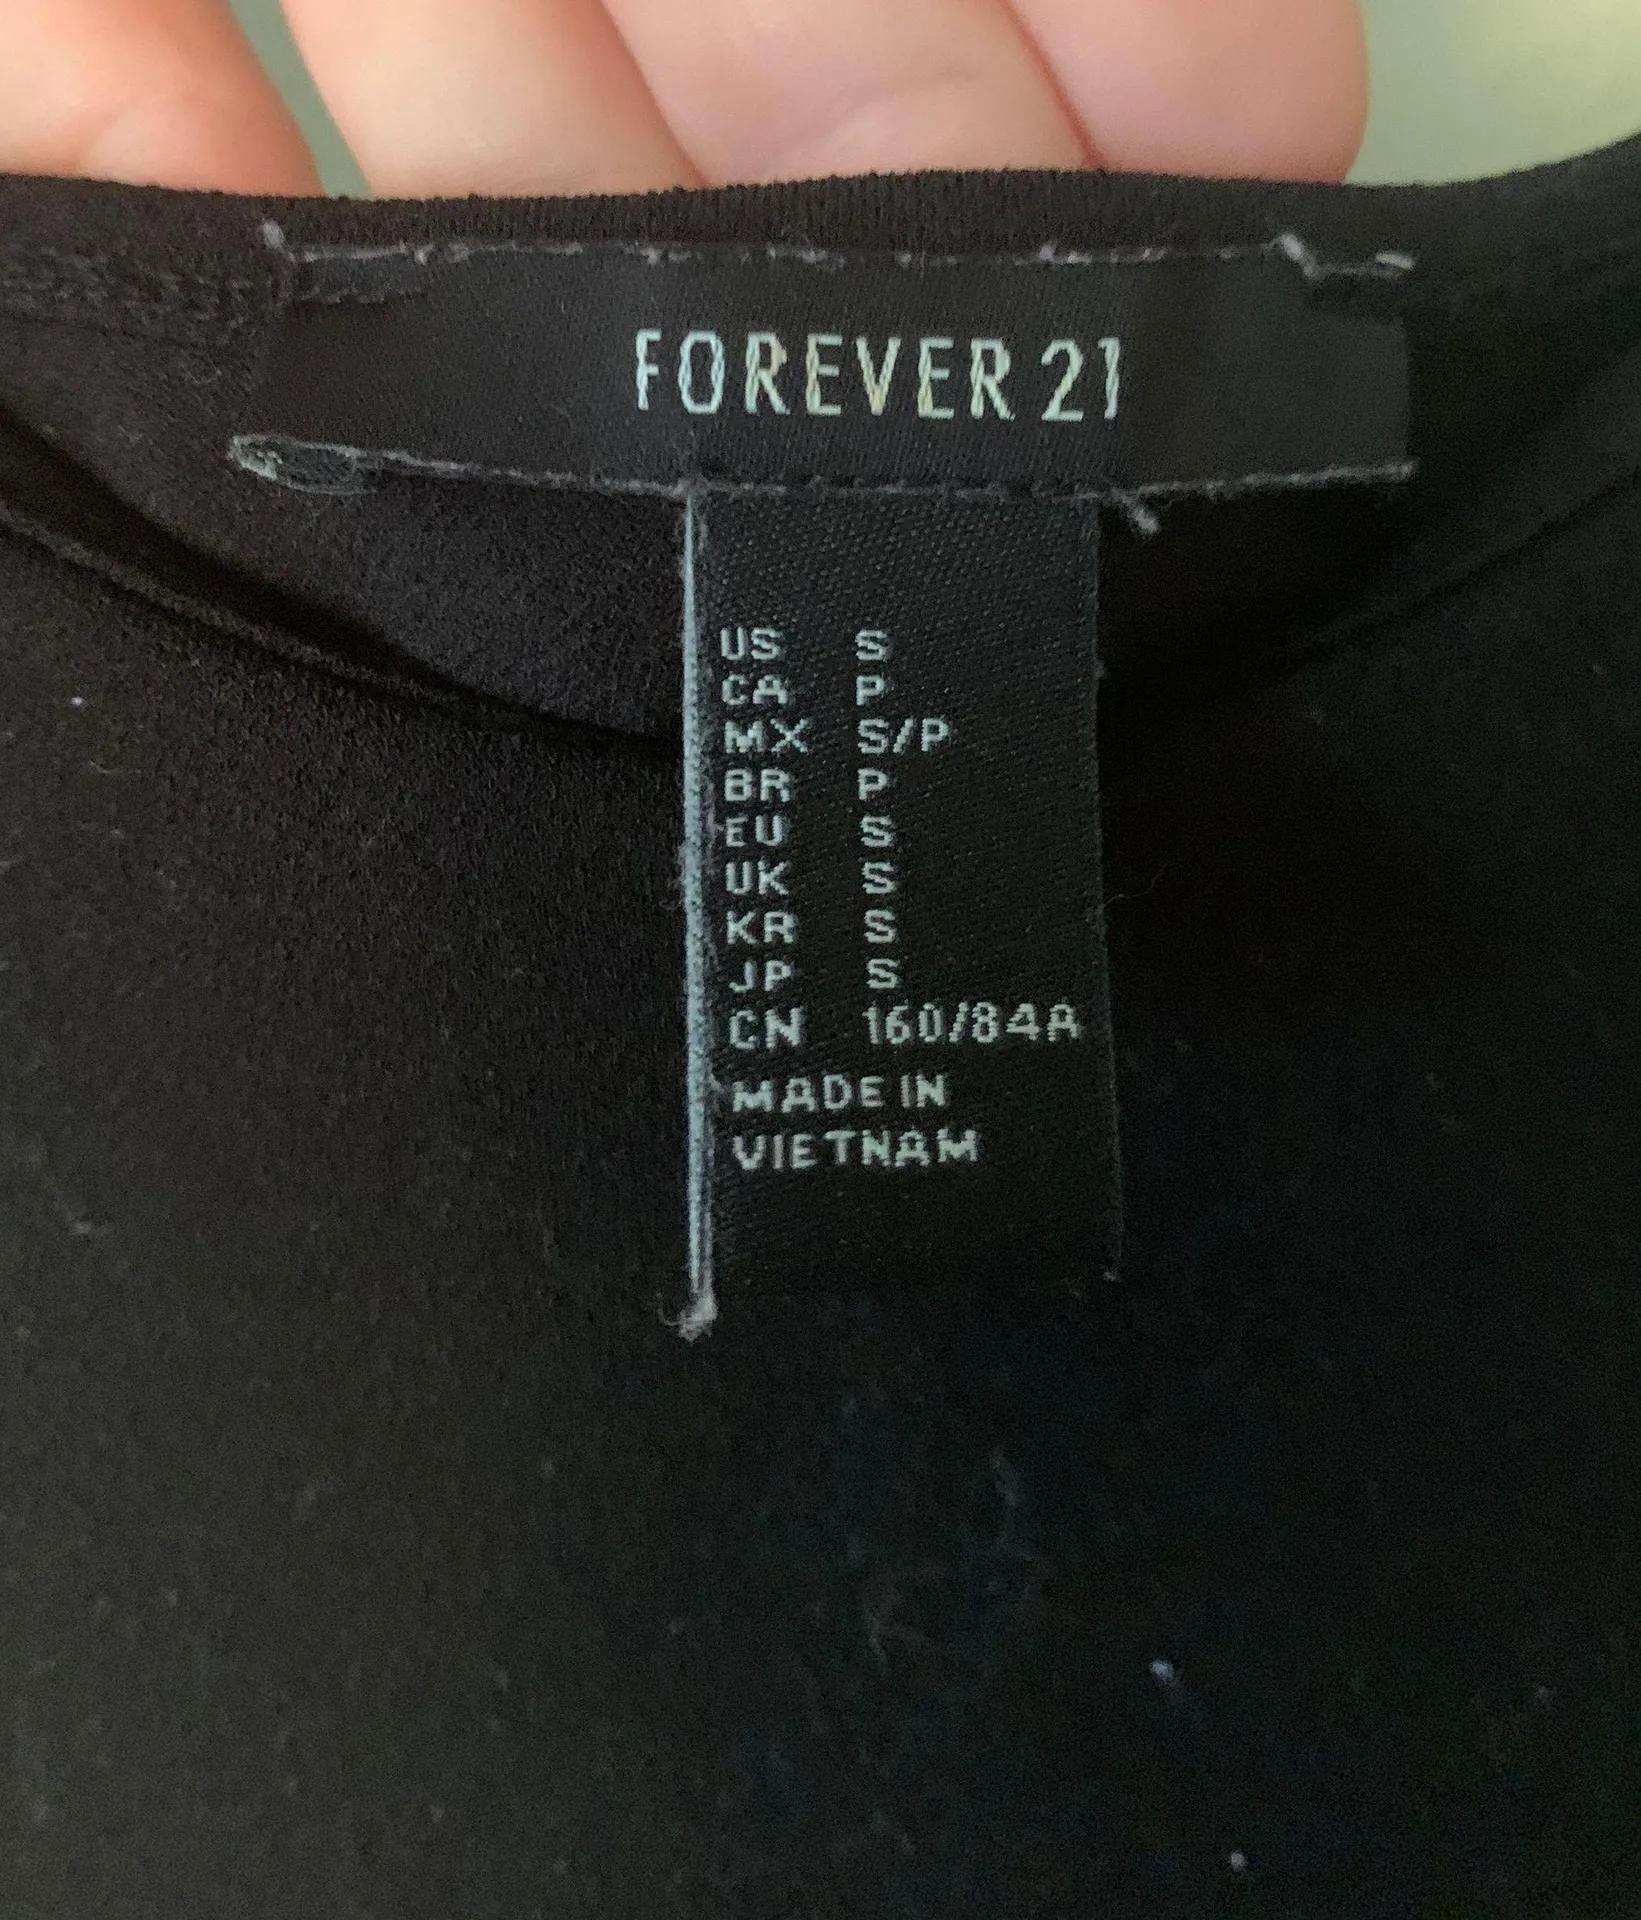 FOREVER 21
US S
CA P
MX S/P
BR P
EU S
UK S
KR S
JP S
CN 160/84A
MADE IN
VIETNAM